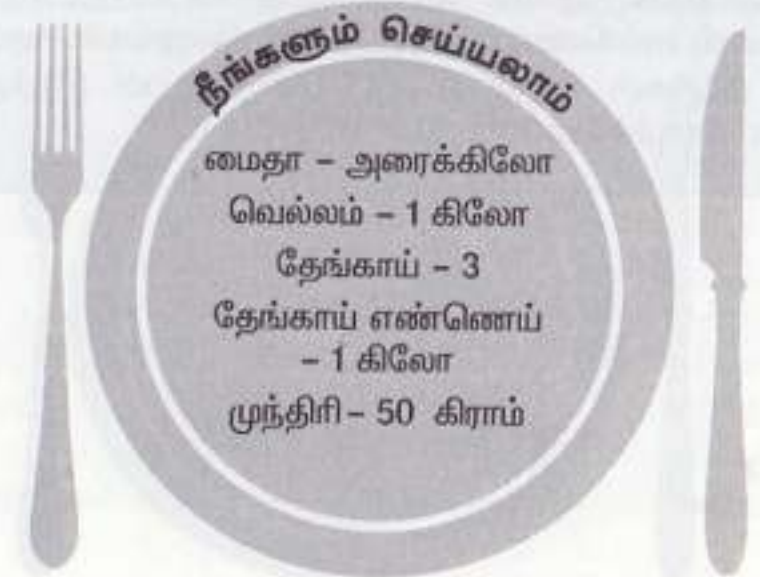 நீங்களும் செய்யலாம்
மைதா – அரைக்கிலோ
வெல்லம் – 1 கிலோ
தேங்காய் – 3
தேங்காய் எண்ணெய்
– 1 கிலோ
முந்திரி – 50 கிராம்